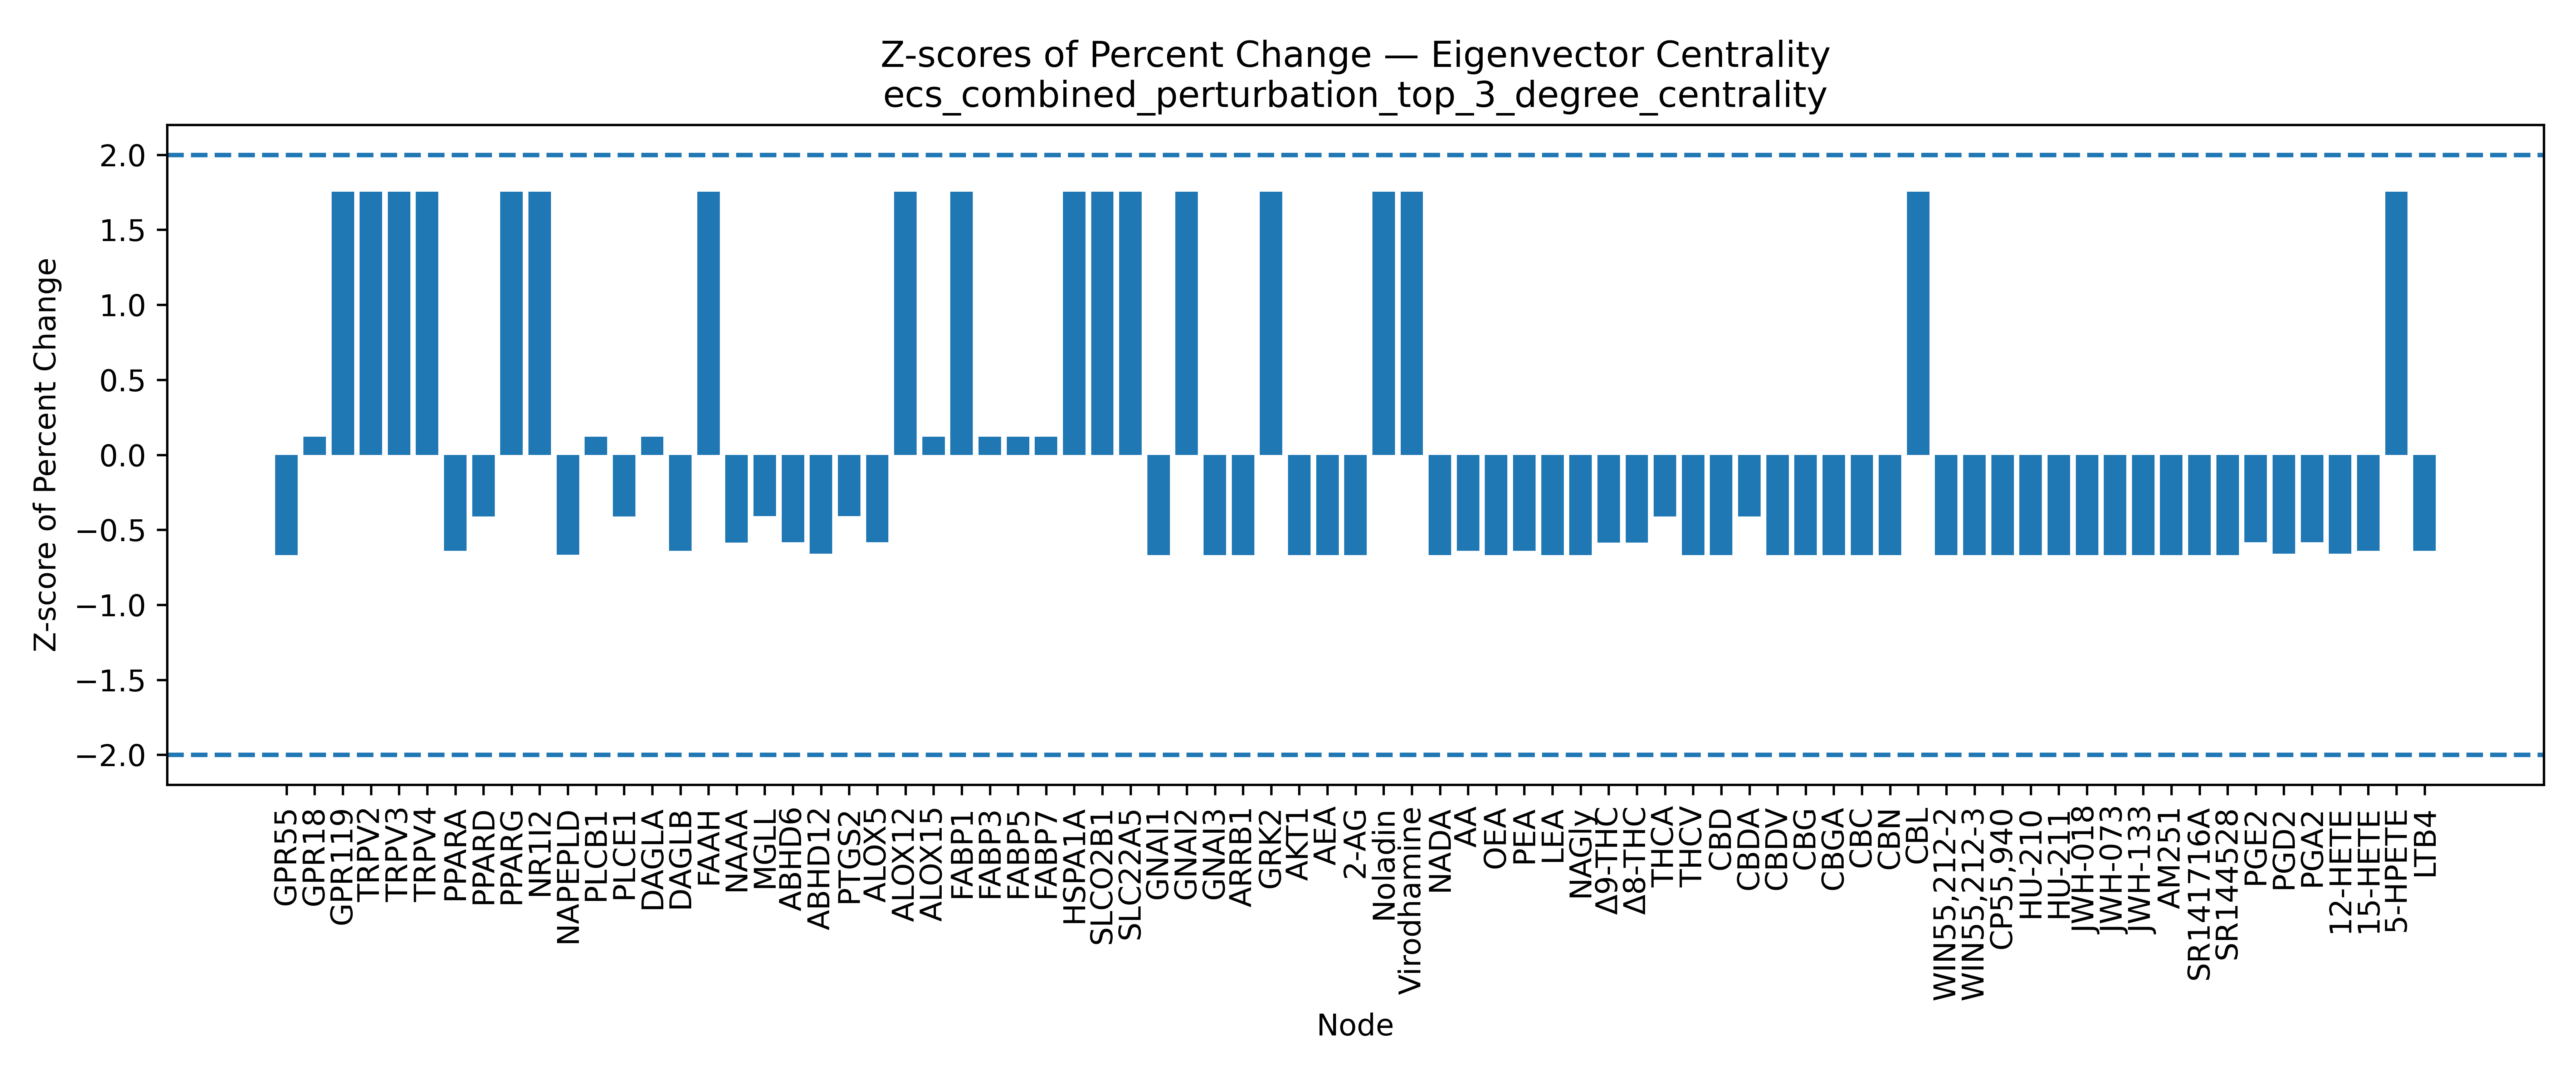 Z-scores of Percent Change — Eigenvector Centrality
ecs_combined_perturbation_top_3_degree_centrality
Z-score of Percent Change
2.0
1.5
1.0
0.5
0.0
−0.5
−1.0
−1.5
−2.0
GPR55
GPR18
GPR119
TRPV2
TRPV3
TRPV4
PPARA
PPARD
PPARG
NR1I2
NAPEPLD
PLCB1
PLCE1
DAGLA
DAGLB
FAAH
NAAA
MGLL
ABHD6
ABHD12
PTGS2
ALOX5
ALOX12
ALOX15
FABP1
FABP3
FABP5
FABP7
HSPA1A
SLCO2B1
SLC22A5
GNAI1
GNAI2
GNAI3
ARRB1
GRK2
AKT1
AEA
2-AG
Noladin
Virodhamine
NADA
AA
OEA
PEA
LEA
NAGly
Δ9-THC
Δ8-THC
THCA
THCV
CBD
CBDA
CBDV
CBG
CBGA
CBC
CBN
CBL
WIN55,212-2
WIN55,212-3
CP55,940
HU-210
HU-211
JWH-018
JWH-073
JWH-133
AM251
SR141716A
SR144528
PGE2
PGD2
PGA2
12-HETE
15-HETE
5-HPETE
LTB4
Node